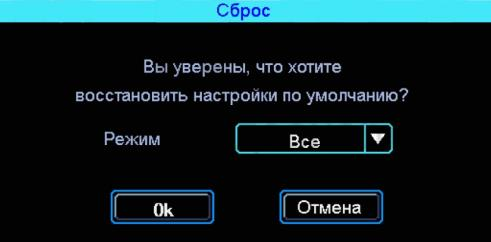 Сброс
Вы уверены, что хотите
восстановить настройки по умолчанию?
Режим Все
Ok Отмена